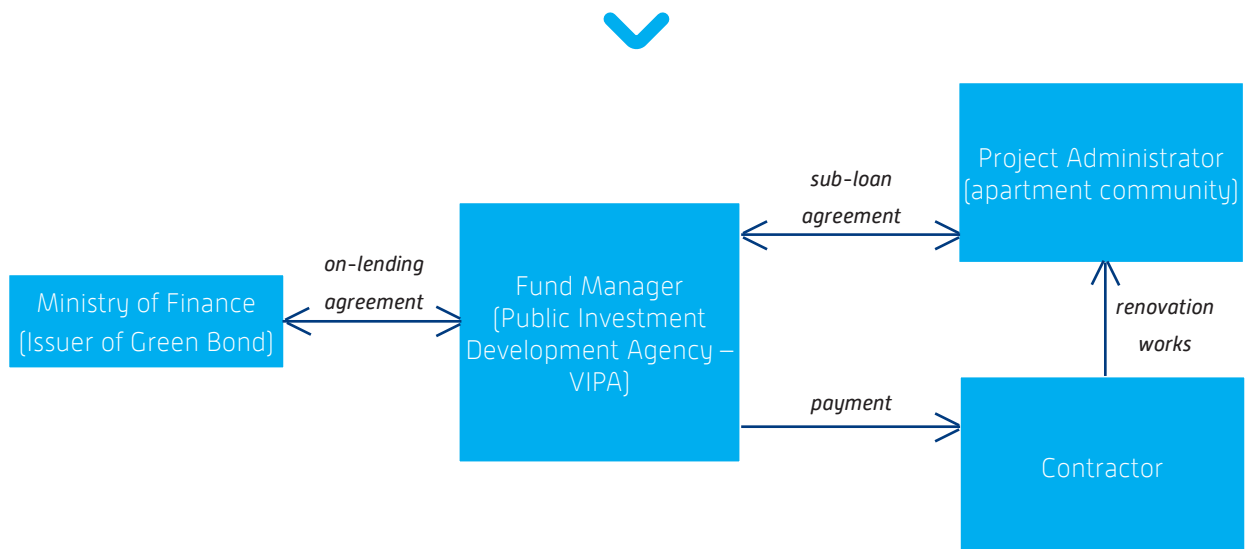 Ministry of Finance
(Issuer of Green Bond)
on-lending
agreement
Fund Manager
(Public Investment
Development Agency –
VIPA)
sub-loan
agreement
payment
Project Administrator
(apartment community)
renovation
works
Contractor